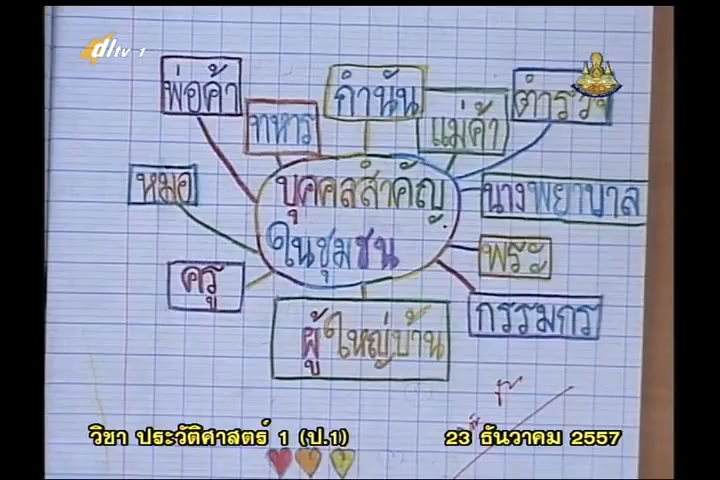 dltv 1
พ่อค้า
ทหาร
กำนัน
แม่ค้า
ตำรวจ
หมอ
บุคคลสำคัญ
ในชุมชน
นางพยาบาล
พระ
ครู
ผู้ใหญ่บ้าน
กรรมกร
วิชา ประวัติศาสตร์ 1 (ป.1)
23 ธันวาคม 2557